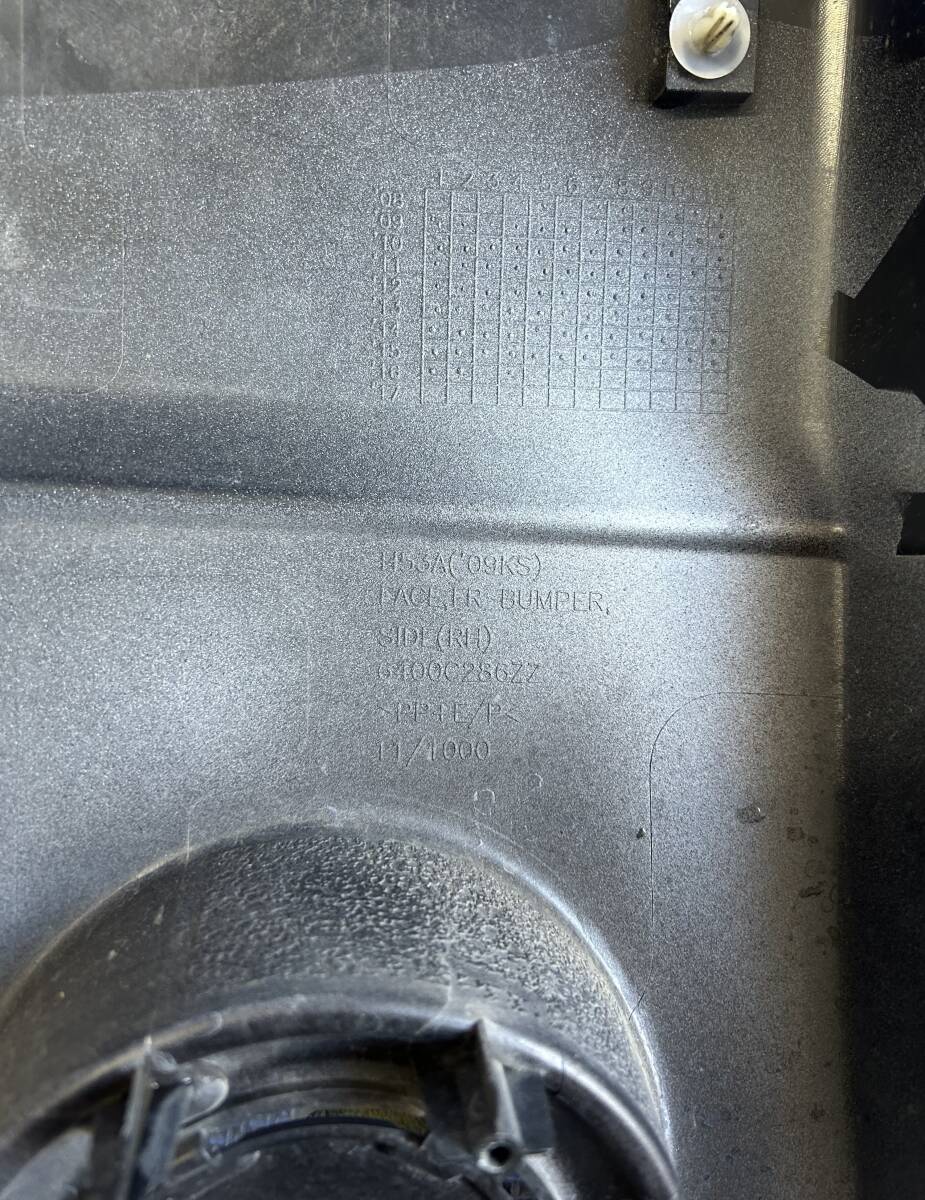 1 2 3 4 5 6 7 8 9 10
'08
'09
'10
'11
'12
'13
'14
'15
'16
'17
H53A('09KS)
FACE,FR BUMPER,
SIDE(RH)
6400C286ZZ
>PP+E/P<
11/1000